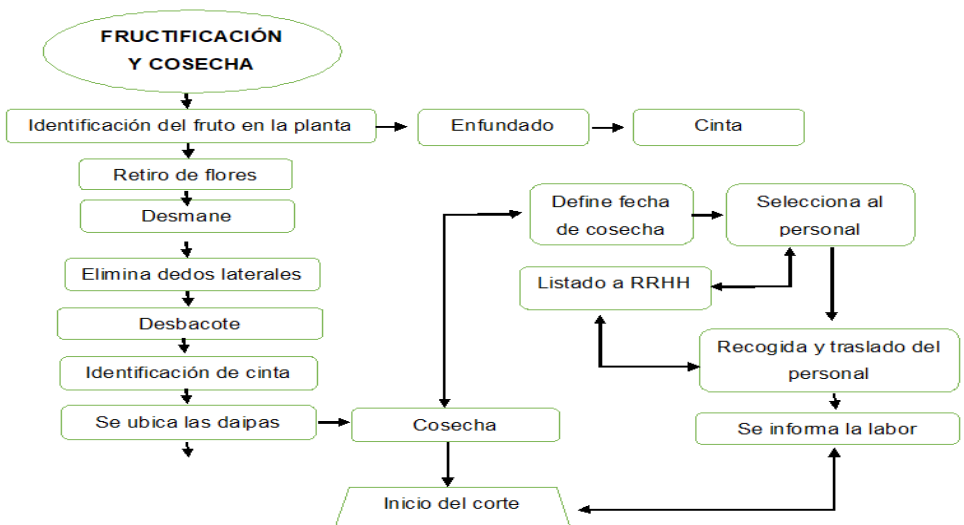 FRUCTIFICACIÓN
Y COSECHA
Identificación del fruto en la planta
Enfundado
Cinta
Retiro de flores
Desmane
Elimina dedos laterales
Desbacote
Identificación de cinta
Se ubica las daipas
Cosecha
Define fecha
de cosecha
Selecciona al
personal
Listado a RRHH
Recogida y traslado del
personal
Se informa la labor
Inicio del corte